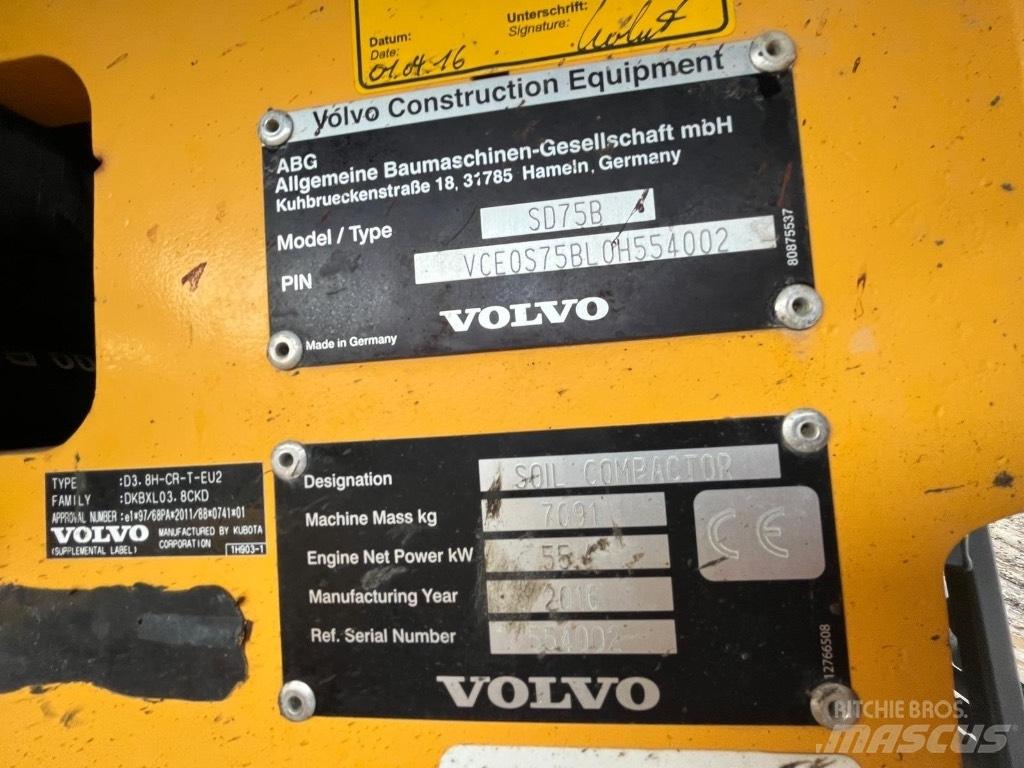 Unterschrift:
Signature:
Datum:
Date:
01.04.16
Volvo Construction Equipment
ABG
Allgemeine Baumaschinen-Gesellschaft mbH
Kuhbrueckenstraße 18, 31785 Hameln, Germany
Model / Type SD75B
PIN VCE0S75BL0H554002
80875537
VOLVO
Made in Germany
TYPE :D3.8H-CR-T-EU2
FAMILY :DKBXL03.8CKD
APPROVAL NUMBER :e1*97/68PA*2011/88*0741*01
VOLVO MANUFACTURED BY KUBOTA CORPORATION
(SUPPLEMENTAL LABEL) 1H903-1
Designation SOIL COMPACTOR
Machine Mass kg 7091
Engine Net Power kW 55
Manufacturing Year 2016
Ref. Serial Number 554002
CE
12766508
VOLVO
RITCHIE BROS.
MASCUS